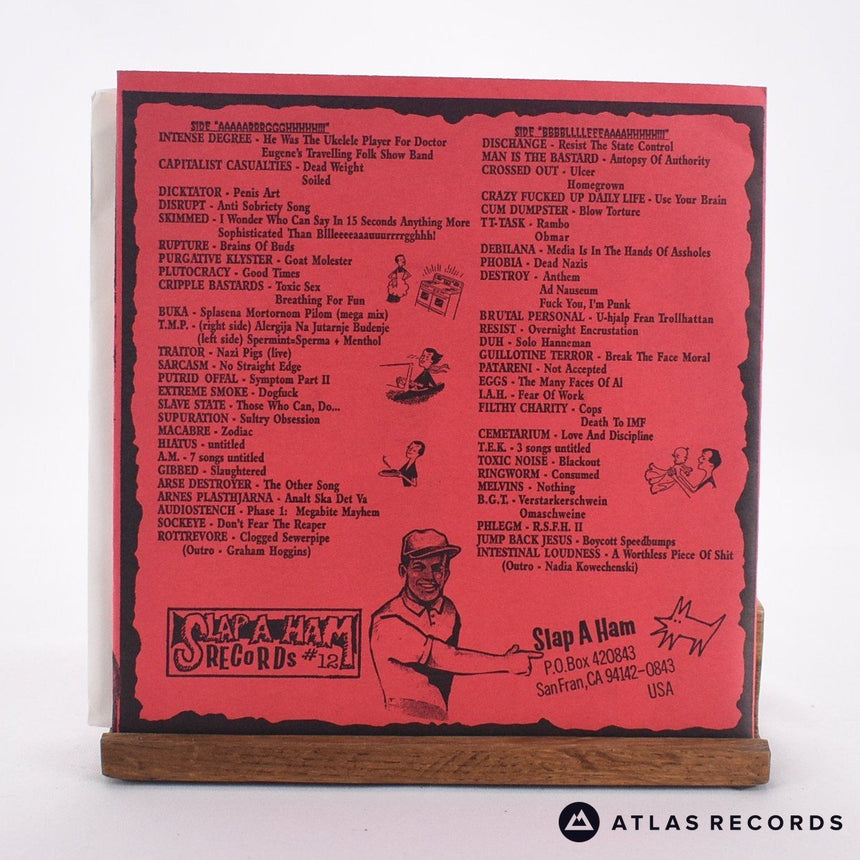 SIDE "AAAAARRRGGGHHHHH!!!"
INTENSE DEGREE - He Was The Ukelele Player For Doctor
Eugene's Travelling Folk Show Band
CAPITALIST CASUALTIES - Dead Weight
Soiled
DICKTATOR - Penis Art
DISRUPT - Anti Sobriety Song
SKIMMED - I Wonder Who Can Say In 15 Seconds Anything More
Sophisticated Than Bllleeeeaaauuurrrrgghhh!
RUPTURE - Brains Of Buds
PURGATIVE KLYSTER - Goat Molester
PLUTOCRACY - Good Times
CRIPPLE BASTARDS - Toxic Sex
Breathing For Fun
BUKA - Splasena Mortornom Pilom (mega mix)
T.M.P. - (right side) Alergija Na Jutarnje Budenje
(left side) Spermint=Sperma + Menthol
TRAITOR - Nazi Pigs (live)
SARCASM - No Straight Edge
PUTRID OFFAL - Symptom Part II
EXTREME SMOKE - Dogfuck
SLAVE STATE - Those Who Can, Do...
SUPURATION - Sultry Obsession
MACABRE - Zodiac
HIATUS - untitled
A.M. - 7 songs untitled
GIBBED - Slaughtered
ARSE DESTROYER - The Other Song
ARNES PLASTHJARNA - Analt Ska Det Va
AUDIOSTENCH - Phase 1: Megabite Mayhem
SOCKEYE - Don't Fear The Reaper
ROTTREVORE - Clogged Sewerpipe
(Outro - Graham Hoggins)
SIDE "BBBBLLLLEEEAAAAHHHHH!!!"
DISCHANGE - Resist The State Control
MAN IS THE BASTARD - Autopsy Of Authority
CROSSED OUT - Ulcer
Homegrown
CRAZY FUCKED UP DAILY LIFE - Use Your Brain
CUM DUMPSTER - Blow Torture
TT-TASK - Rambo
Obmar
DEBILANA - Media Is In The Hands Of Assholes
PHOBIA - Dead Nazis
DESTROY - Anthem
Ad Nauseum
Fuck You, I'm Punk
BRUTAL PERSONAL - U-hjalp Fran Trollhattan
RESIST - Overnight Encrustation
DUH - Solo Hanneman
GUILLOTINE TERROR - Break The Face Moral
PATARENI - Not Accepted
EGGS - The Many Faces Of Al
I.A.H. - Fear Of Work
FILTHY CHARITY - Cops
Death To IMF
CEMETARIUM - Love And Discipline
T.E.K. - 3 songs untitled
TOXIC NOISE - Blackout
RINGWORM - Consumed
MELVINS - Nothing
B.G.T. - Verstarkerschwein
Omaschweine
PHLEGM - R.S.F.H. II
JUMP BACK JESUS - Boycott Speedbumps
INTESTINAL LOUDNESS - A Worthless Piece Of Shit
(Outro - Nadia Kowechenski)
SLAP A HAM
RECORDS #12
Slap A Ham
P.O.Box 420843
San Fran, CA 94142-0843
USA
ATLAS RECORDS